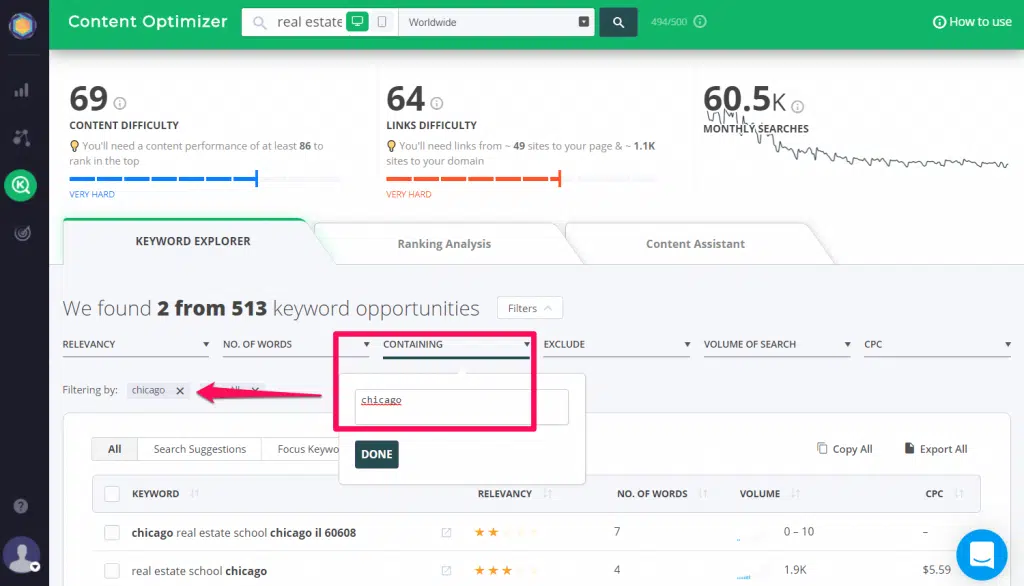 Content Optimizer
real estate
Worldwide
494/500
How to use
69
CONTENT DIFFICULTY
You'll need a content performance of at least 86 to
rank in the top
VERY HARD
64
LINKS DIFFICULTY
You'll need links from ~ 49 sites to your page & ~ 1.1K
sites to your domain
VERY HARD
60.5K
MONTHLY SEARCHES
KEYWORD EXPLORER
Ranking Analysis
Content Assistant
We found 2 from 513 keyword opportunities
Filters
RELEVANCY NO. OF WORDS CONTAINING EXCLUDE VOLUME OF SEARCH CPC
Filtering by: chicago
chicago
DONE
All Search Suggestions Focus Keywo
Copy All Export All
KEYWORD RELEVANCY NO. OF WORDS VOLUME CPC
chicago real estate school chicago il 60608 7 0 – 10 –
real estate school chicago 4 1.9K $5.59